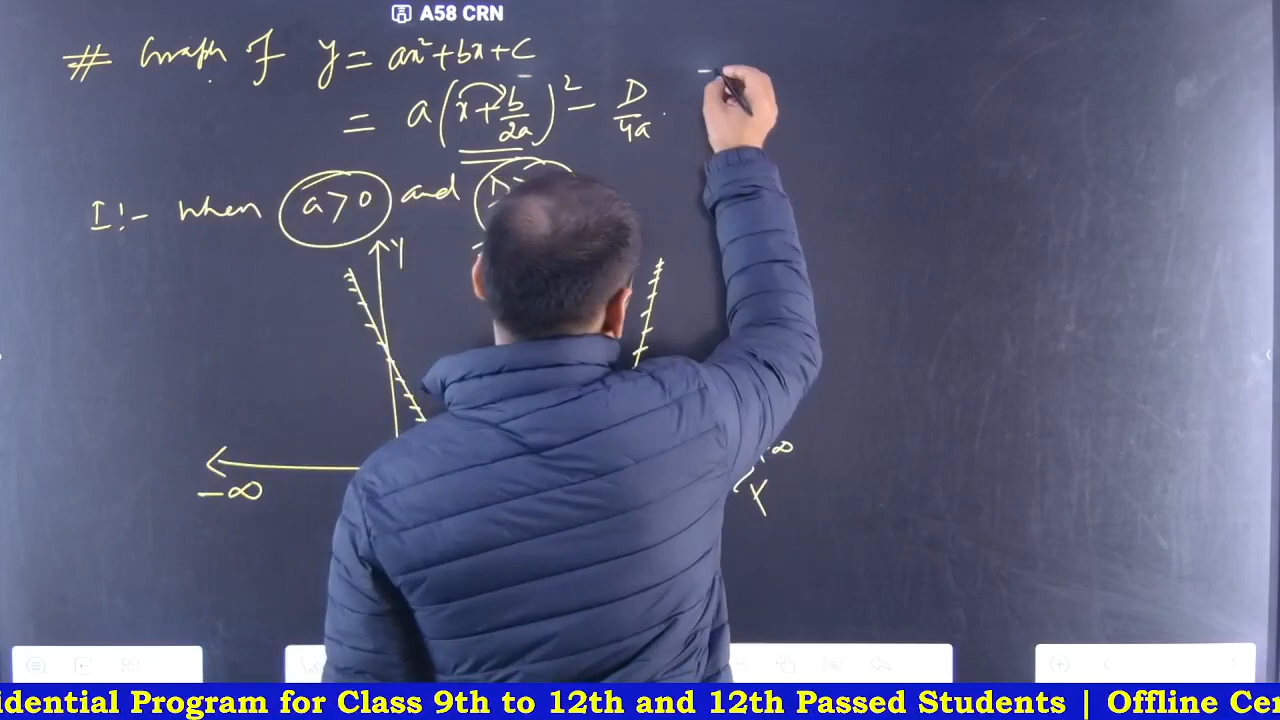 A58 CRN
# Graph of y = ax² + bx + c
= a(x + b/2a)² - D/4a.
I:- When a > 0 and
Y
+∞
-∞
X
idential Program for Class 9th to 12th and 12th Passed Students | Offline Cen